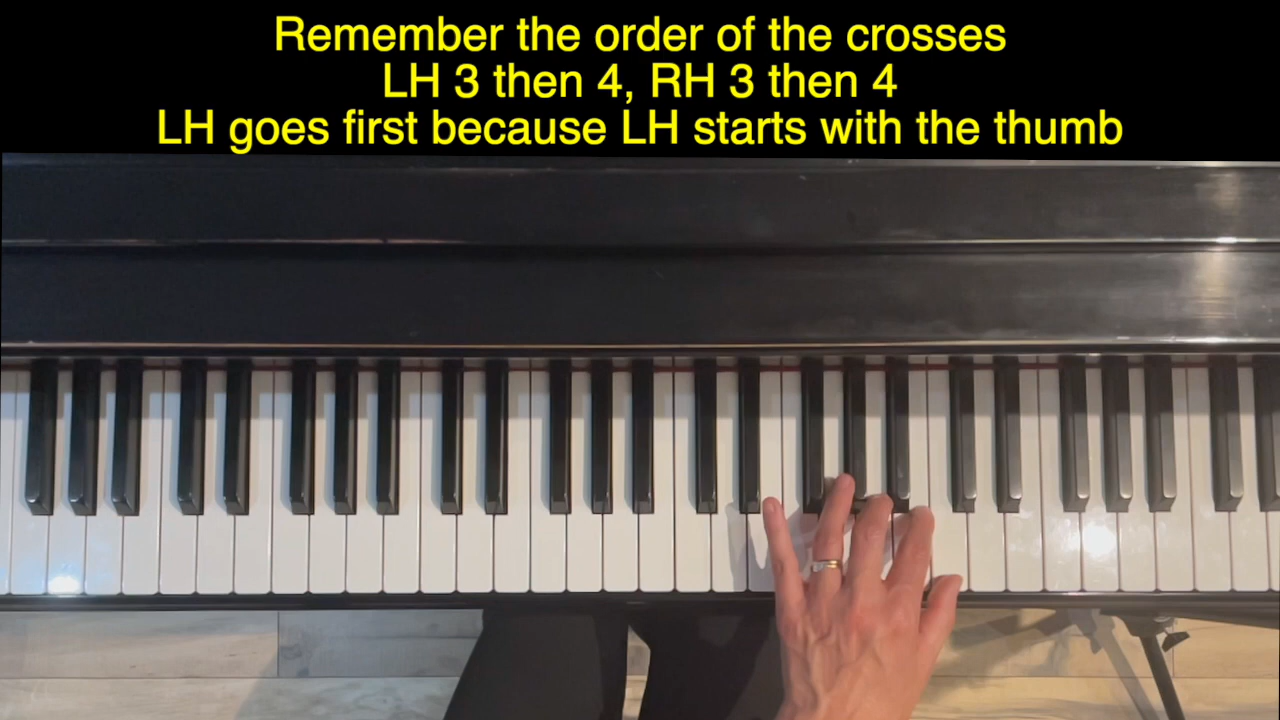 Remember the order of the crosses
LH 3 then 4, RH 3 then 4
LH goes first because LH starts with the thumb